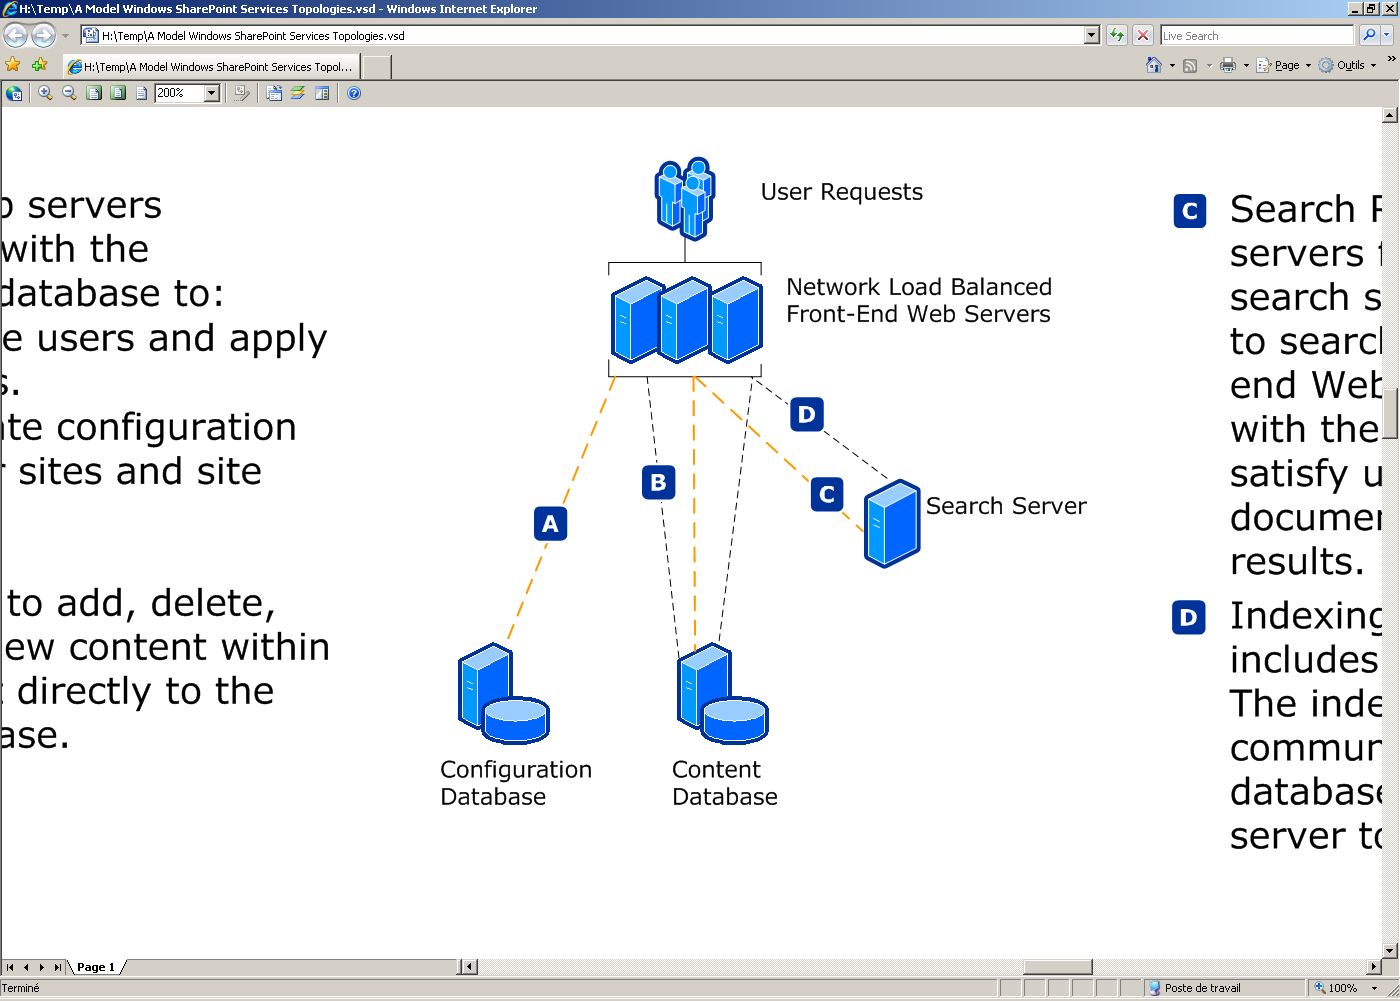 H:\Temp\A Model Windows SharePoint Services Topologies.vsd - Windows Internet Explorer
H:\Temp\A Model Windows SharePoint Services Topologies.vsd
Live Search
H:\Temp\A Model Windows SharePoint Services Topol...
Page
Outils
»
200%
servers
with the
database to:
e users and apply
s.
te configuration
sites and site
to add, delete,
ew content within
directly to the
ase.
User Requests
Network Load Balanced
Front-End Web Servers
D
B
C
Search Server
A
Configuration
Database
Content
Database
C
Search
servers
search s
to searc
end Web
with the
satisfy u
documen
results.
D
Indexing
includes
The inde
commun
database
server to
Page 1
Terminé
Poste de travail
100%